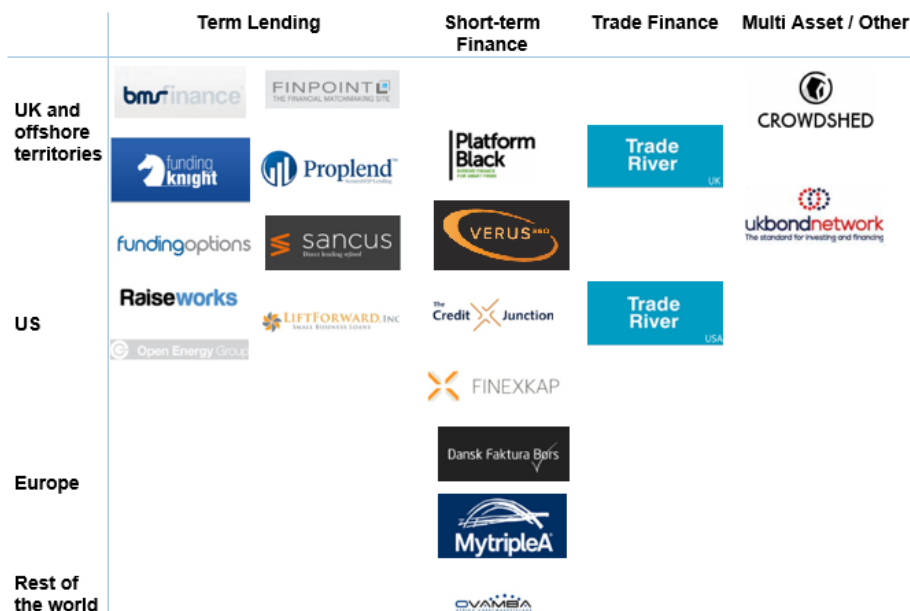 Term Lending
Short-term
Finance
Trade Finance
Multi Asset / Other
UK and
offshore
territories
bmsfinance
FINPOINT
THE FINANCIAL MATCHMAKING SITE
CROWDSHED
funding
knight
Proplend™
Platform
Black
Trade
River
UK
fundingoptions
sancus
Direct lending refined
VERUS360
ukbondnetwork
The standard for investing and financing
US
Raiseworks
LIFTFORWARD, INC
SMALL BUSINESS LOANS
The
Credit Junction
Trade
River
USA
Open Energy Group
FINEXKAP
Europe
Dansk Faktura Børs
MytripleA
Rest of
the world
OVAMBA